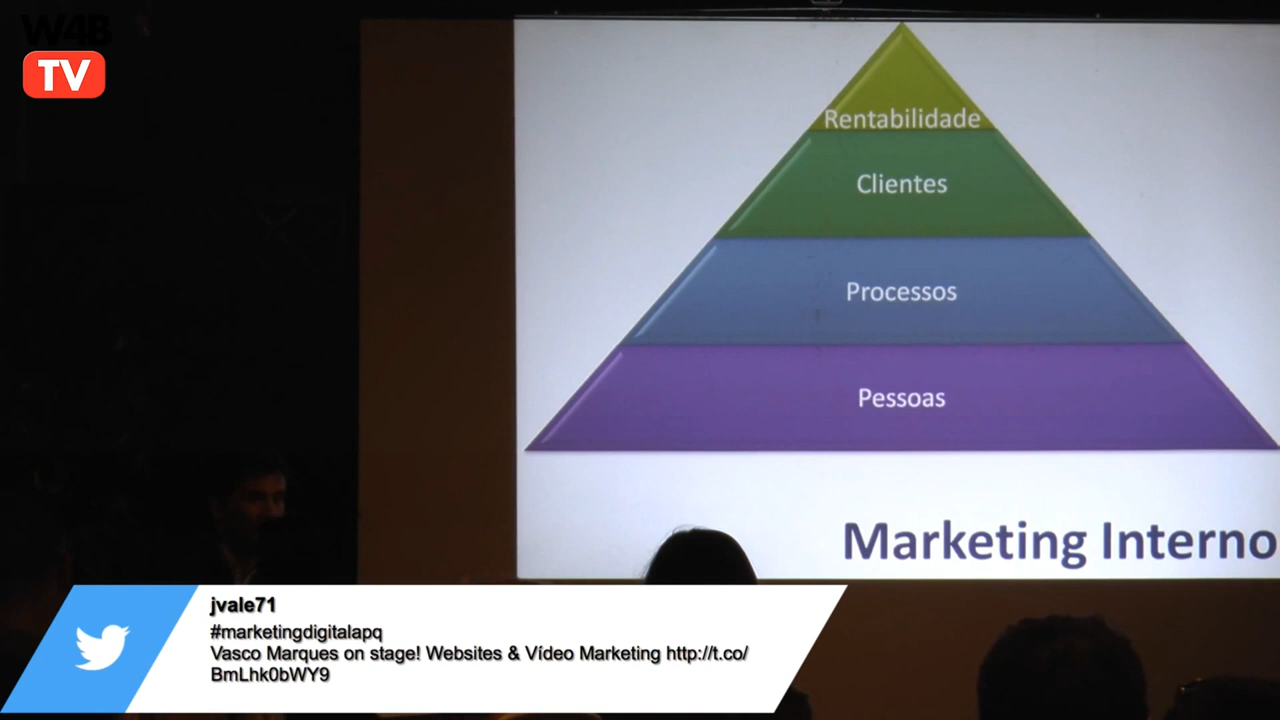 W4B
TV
Rentabilidade
Clientes
Processos
Pessoas
Marketing Interno
jvale71
#marketingdigitalapq
Vasco Marques on stage! Websites & Vídeo Marketing http://t.co/
BmLhk0bWY9